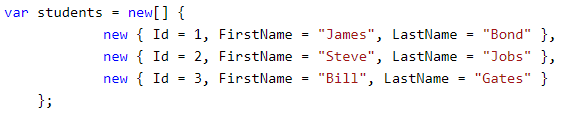 var students = new[] {
            new { Id = 1, FirstName = "James", LastName = "Bond" },
            new { Id = 2, FirstName = "Steve", LastName = "Jobs" },
            new { Id = 3, FirstName = "Bill", LastName = "Gates" }
    };